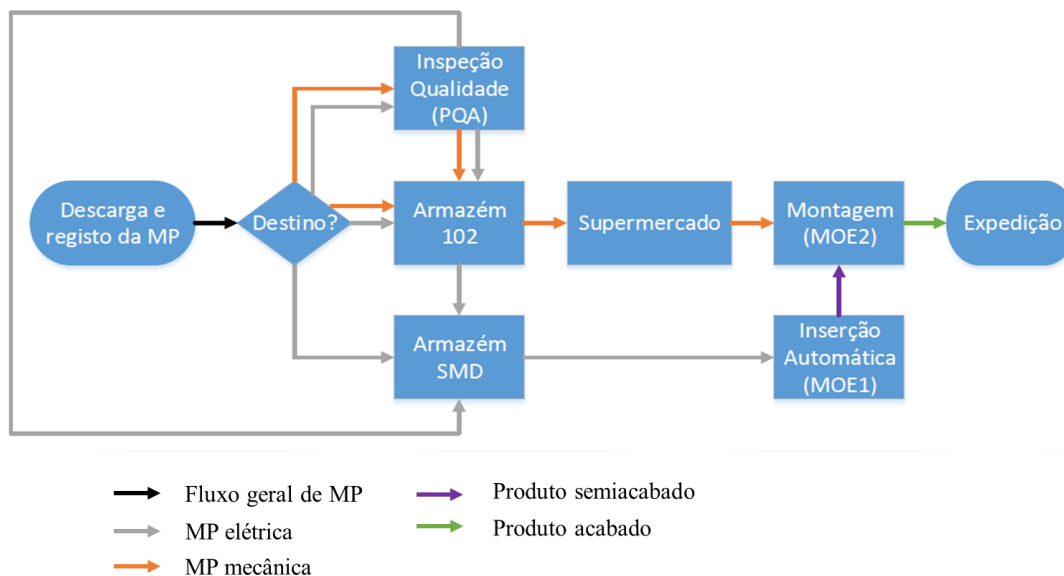 Inspeção
Qualidade
(PQA)
Descarga e
registo da MP
Destino?
Armazém
102
Supermercado
Montagem
(MOE2)
Expedição
Armazém
SMD
Inserção
Automática
(MOE1)
Fluxo geral de MP
MP elétrica
MP mecânica
Produto semiacabado
Produto acabado